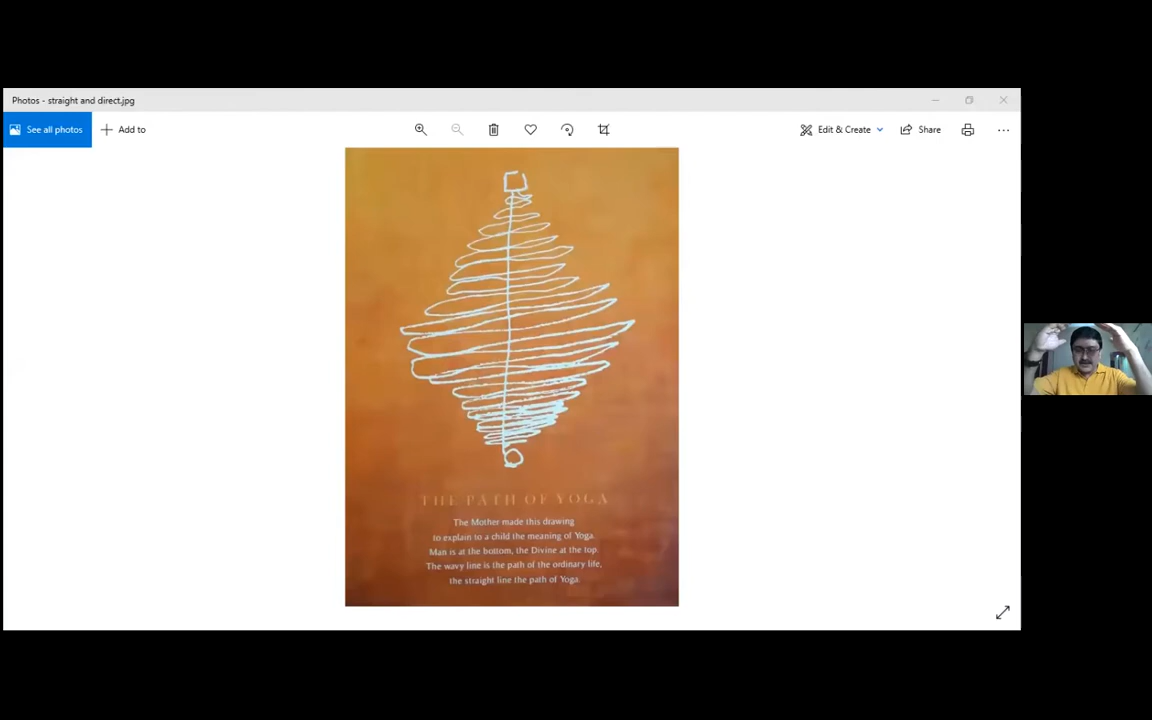 Photos - straight and direct.jpg
See all photos
Add to
Edit & Create
Share
THE PATH OF YOGA
The Mother made this drawing
to explain to a child the meaning of Yoga.
Man is at the bottom, the Divine at the top.
The wavy line is the path of the ordinary life,
the straight line the path of Yoga.